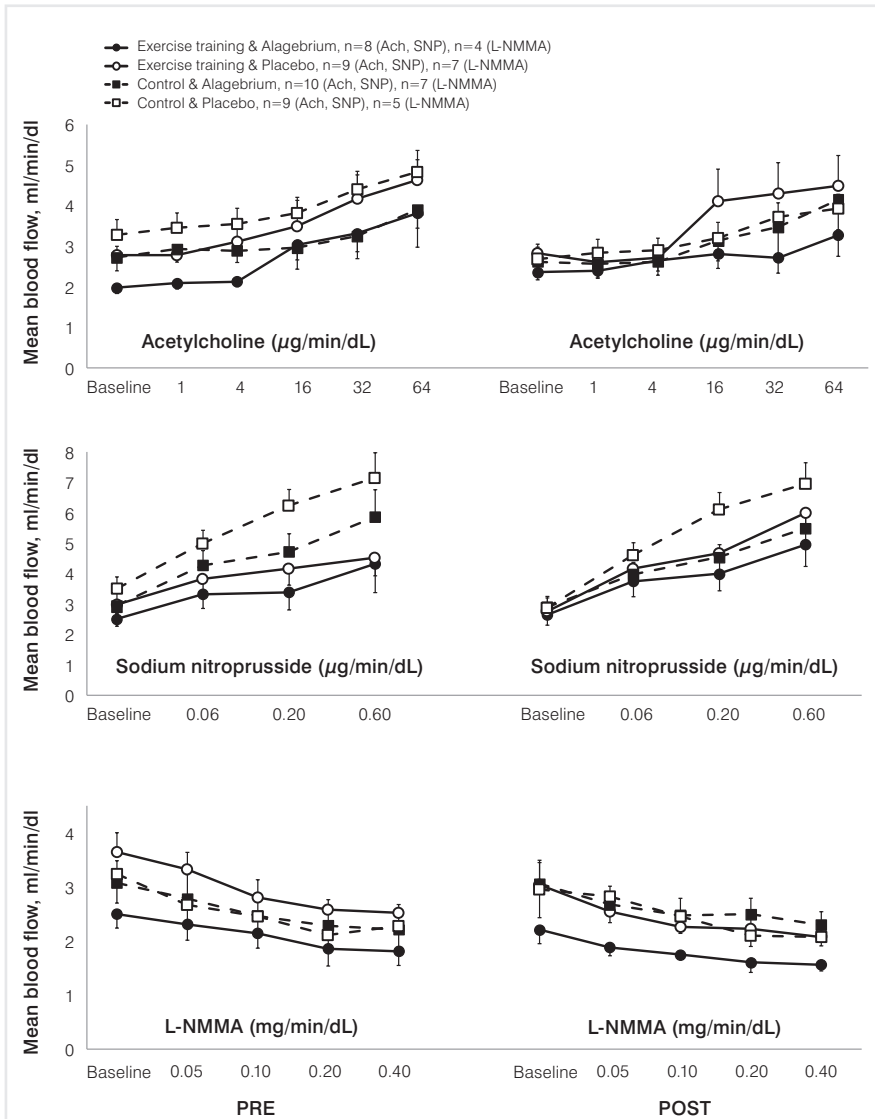 Exercise training & Alagebrium, n=8 (Ach, SNP), n=4 (L-NMMA)
Exercise training & Placebo, n=9 (Ach, SNP), n=7 (L-NMMA)
Control & Alagebrium, n=10 (Ach, SNP), n=7 (L-NMMA)
Control & Placebo, n=9 (Ach, SNP), n=5 (L-NMMA)
Mean blood flow, ml/min/dl
6
5
4
3
2
1
0
Acetylcholine (µg/min/dL) Acetylcholine (µg/min/dL)
Baseline 1 4 16 32 64 Baseline 1 4 16 32 64
Mean blood flow, ml/min/dl
8
7
6
5
4
3
2
1
0
Sodium nitroprusside (µg/min/dL) Sodium nitroprusside (µg/min/dL)
Baseline 0.06 0.20 0.60 Baseline 0.06 0.20 0.60
Mean blood flow, ml/min/dl
4
3
2
1
0
L-NMMA (mg/min/dL) L-NMMA (mg/min/dL)
Baseline 0.05 0.10 0.20 0.40 Baseline 0.05 0.10 0.20 0.40
PRE POST